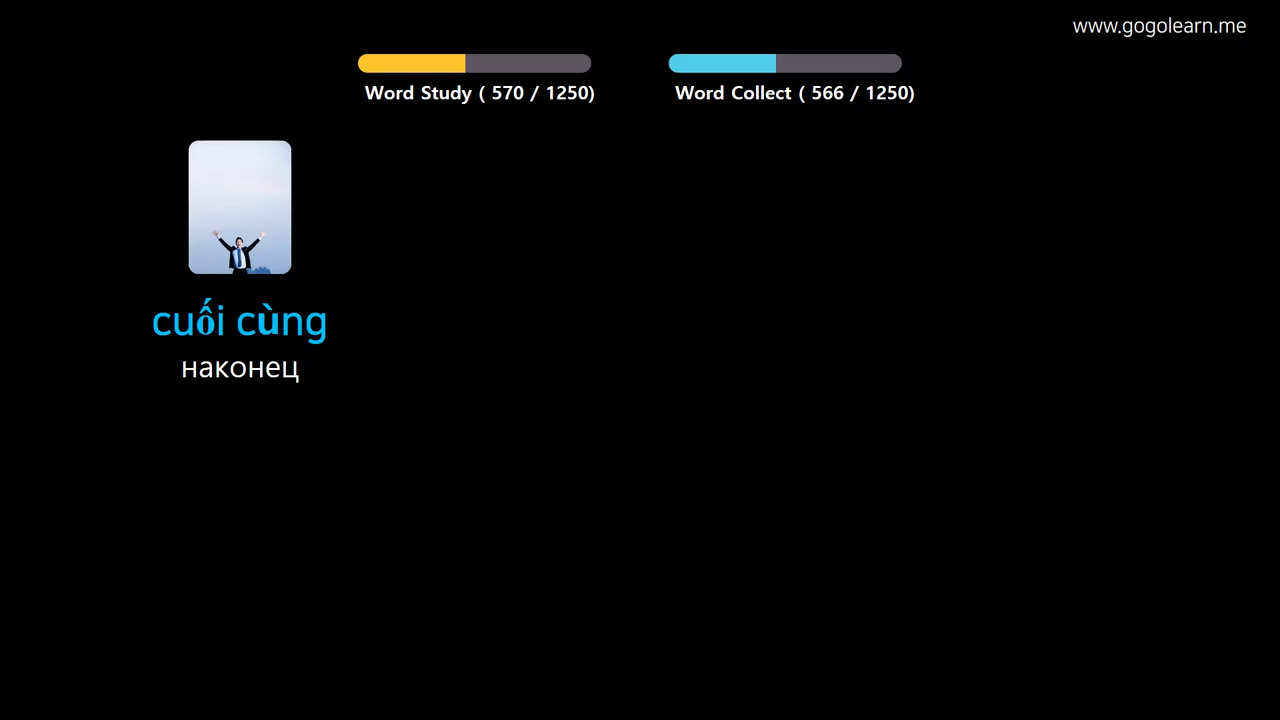 www.gogolearn.me
Word Study ( 570 / 1250)
Word Collect ( 566 / 1250)
cuối cùng
наконец